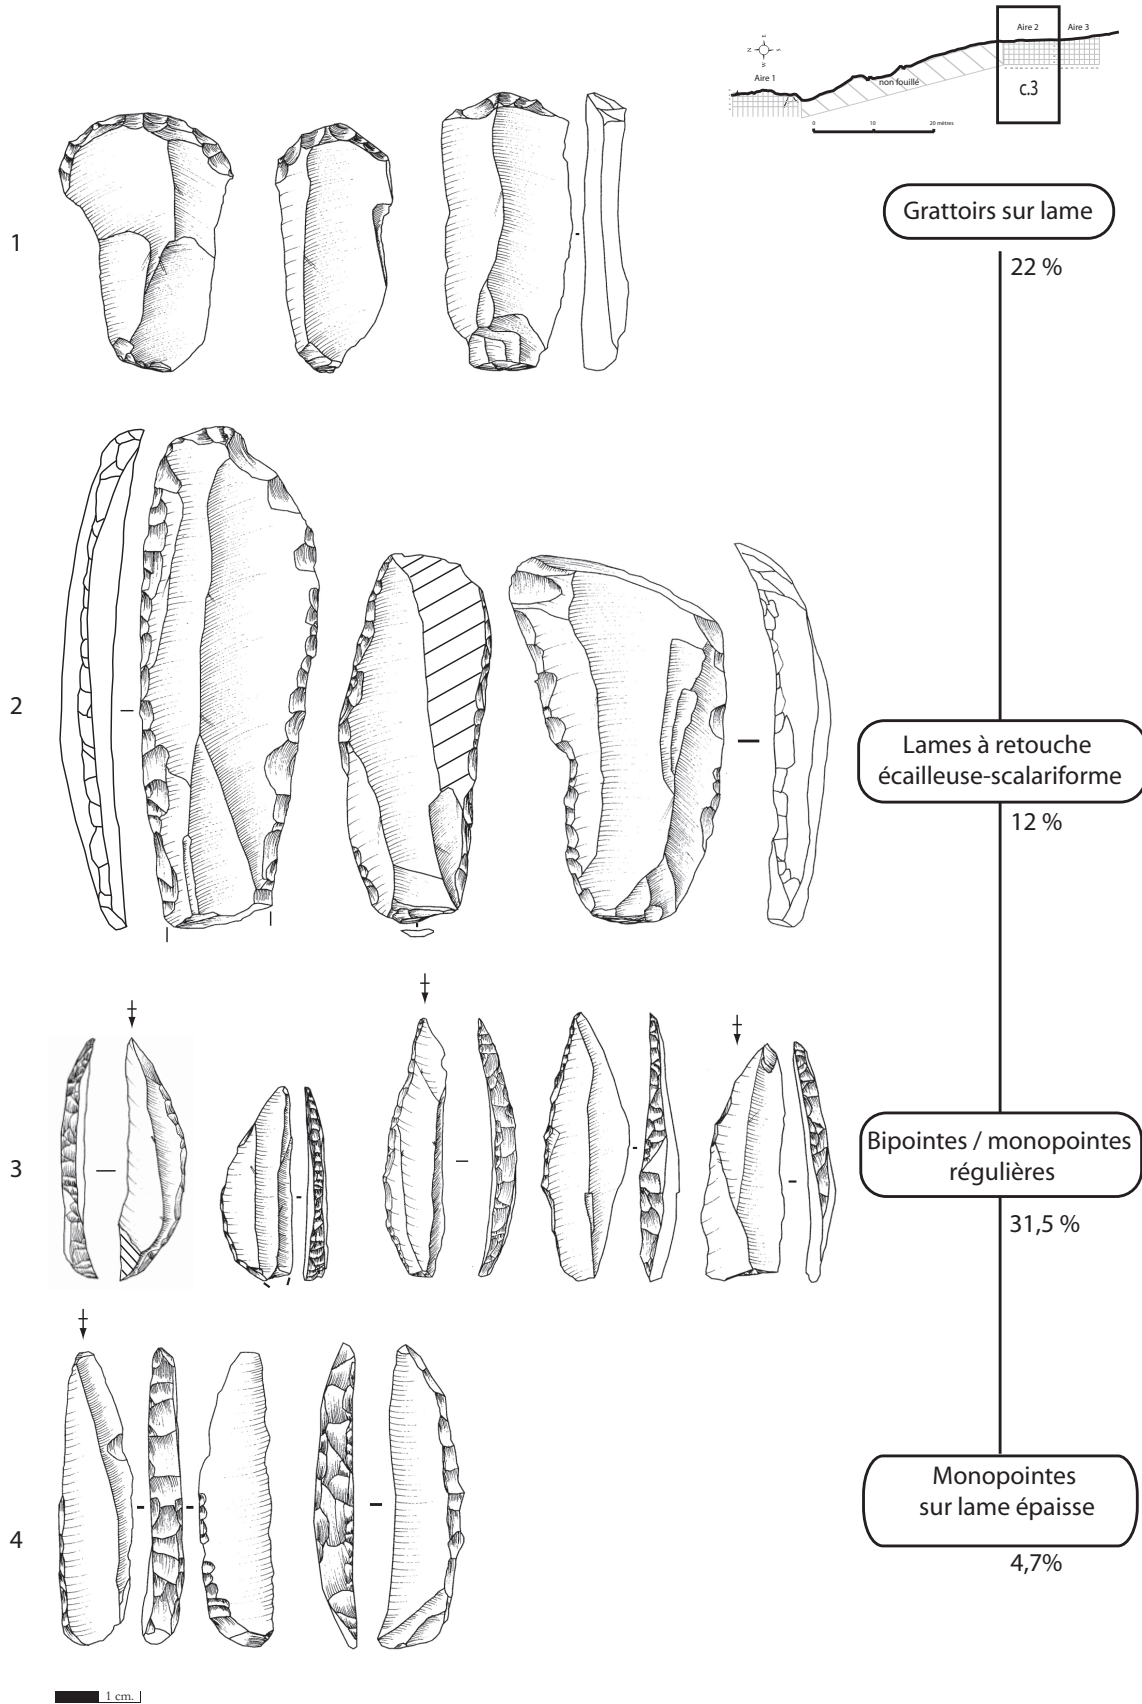 Aire 2 Aire 3
Aire 1
non fouillé
c.3
0 10 20 mètres
1
Grattoirs sur lame
22 %
2
Lames à retouche
écailleuse-scalariforme
12 %
3
Bipointes / monopointes
régulières
31,5 %
4
Monopointes
sur lame épaisse
4,7%
1 cm.